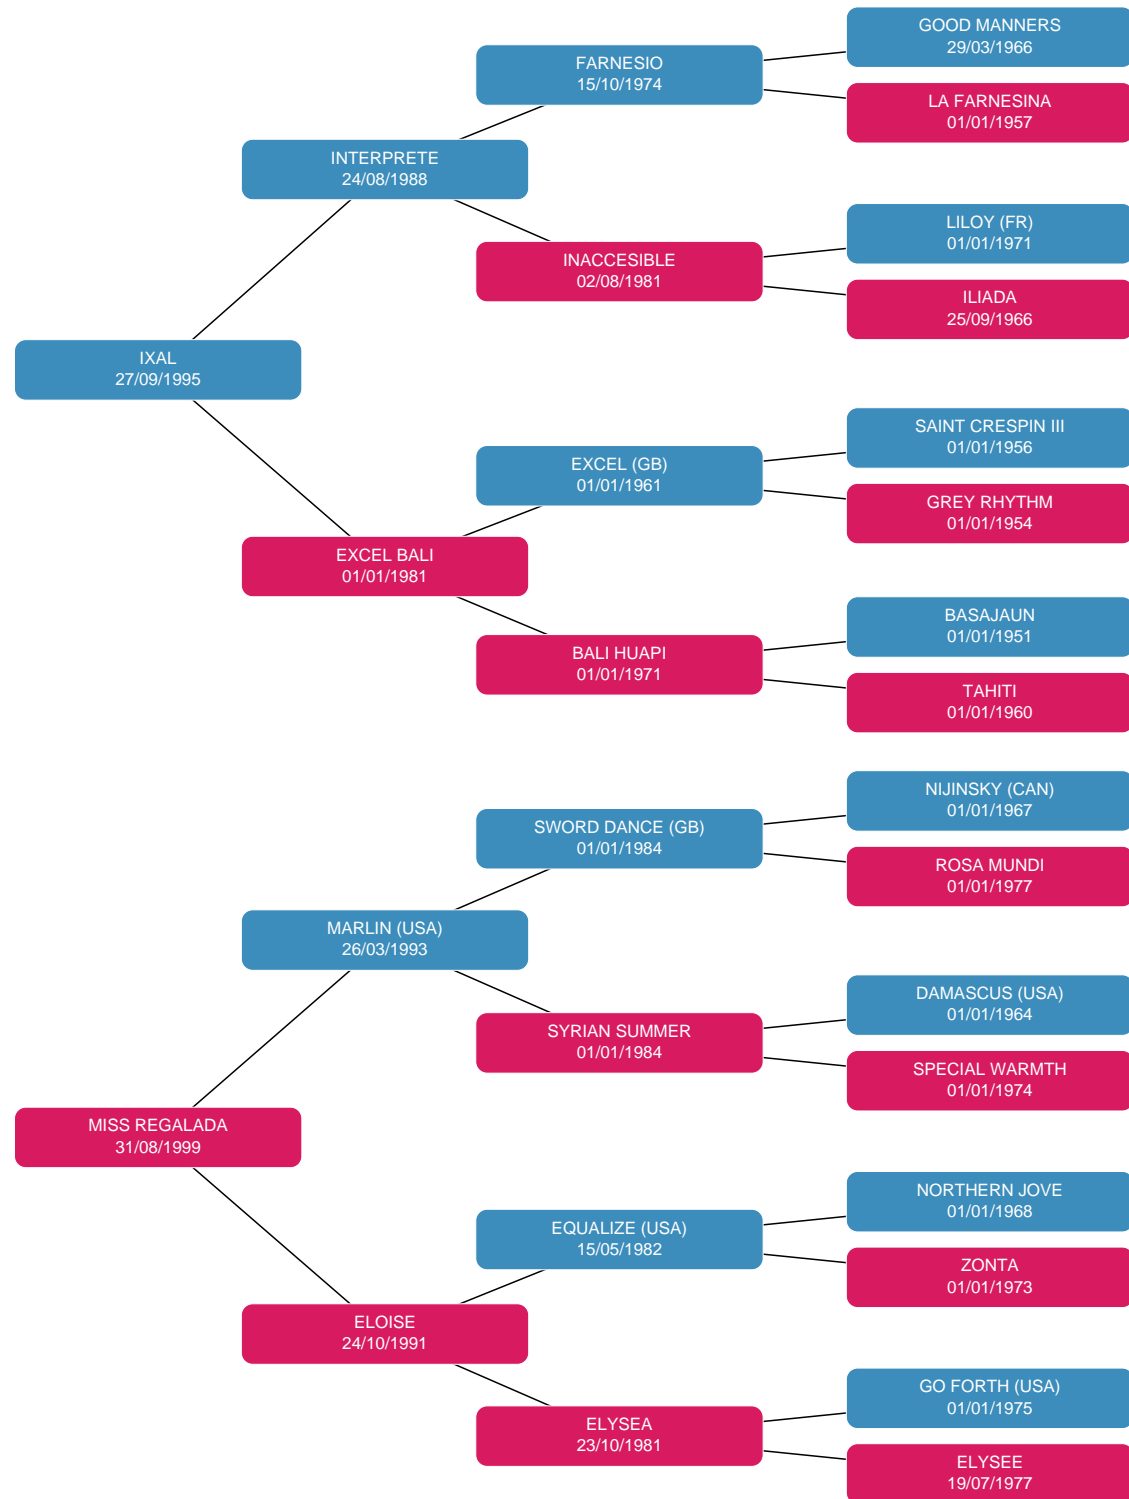 GOOD MANNERS
29/03/1966
FARNESIO
15/10/1974
LA FARNESINA
01/01/1957
INTERPRETE
24/08/1988
LILOY (FR)
01/01/1971
INACCESIBLE
02/08/1981
ILIADA
25/09/1966
IXAL
27/09/1995
SAINT CRESPIN III
01/01/1956
EXCEL (GB)
01/01/1961
GREY RHYTHM
01/01/1954
EXCEL BALI
01/01/1981
BASAJAUN
01/01/1951
BALI HUAPI
01/01/1971
TAHITI
01/01/1960
NIJINSKY (CAN)
01/01/1967
SWORD DANCE (GB)
01/01/1984
ROSA MUNDI
01/01/1977
MARLIN (USA)
26/03/1993
DAMASCUS (USA)
01/01/1964
SYRIAN SUMMER
01/01/1984
SPECIAL WARMTH
01/01/1974
MISS REGALADA
31/08/1999
NORTHERN JOVE
01/01/1968
EQUALIZE (USA)
15/05/1982
ZONTA
01/01/1973
ELOISE
24/10/1991
GO FORTH (USA)
01/01/1975
ELYSEA
23/10/1981
ELYSEE
19/07/1977